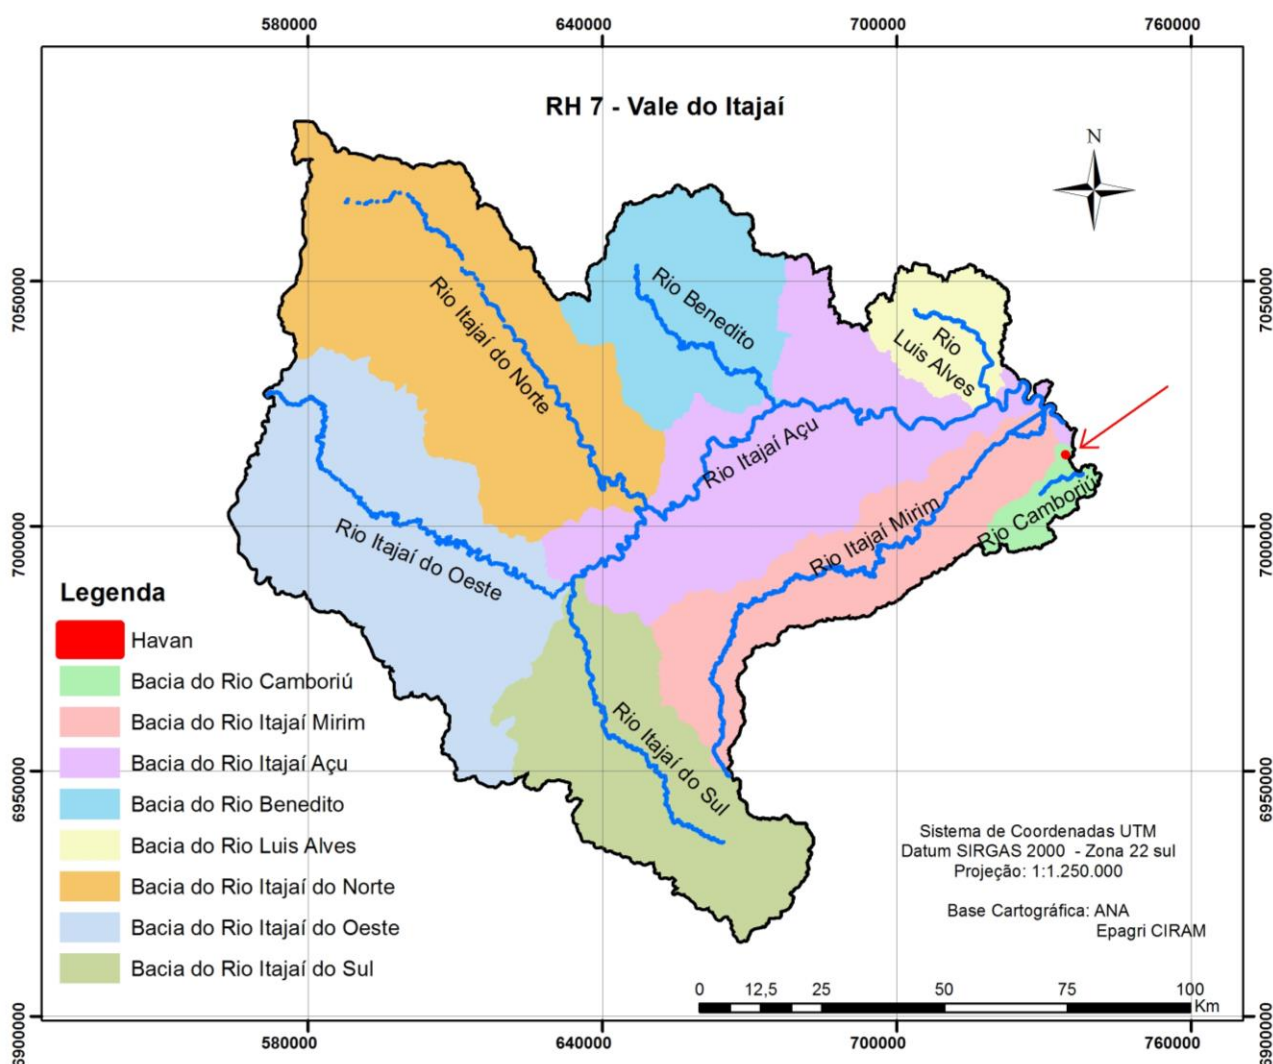 580000
640000
700000
760000
RH 7 - Vale do Itajaí
N
7050000
7050000
Rio Benedito
Rio Itajaí do Norte
Rio
Luis Alves
Rio Itajaí Açu
7000000
7000000
Rio Itajaí do Oeste
Rio Itajaí Mirim
Rio Camboriú
Rio Itajaí do Sul
Legenda
Havan
Bacia do Rio Camboriú
Bacia do Rio Itajaí Mirim
Bacia do Rio Itajaí Açu
Bacia do Rio Benedito
Bacia do Rio Luis Alves
Bacia do Rio Itajaí do Norte
Bacia do Rio Itajaí do Oeste
Bacia do Rio Itajaí do Sul
6950000
6950000
Sistema de Coordenadas UTM
Datum SIRGAS 2000 - Zona 22 sul
Projeção: 1:1.250.000
Base Cartográfica: ANA
Epagri CIRAM
0 12,5 25 50 75 100
Km
6900000
6900000
580000
640000
700000
760000